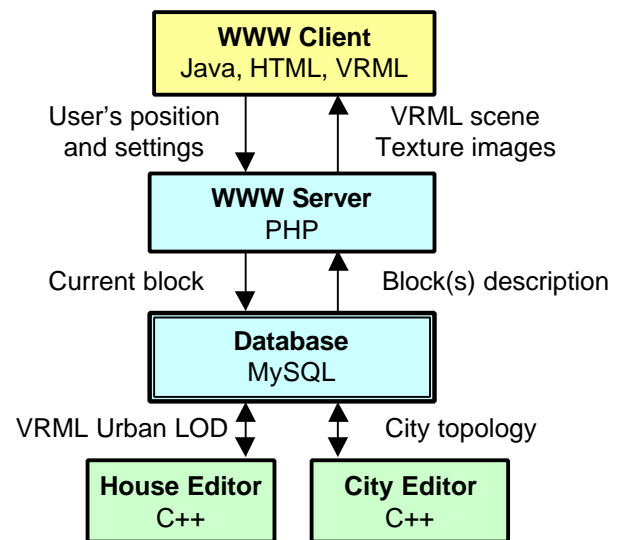 WWW Client
Java, HTML, VRML
User's position
and settings
VRML scene
Texture images
WWW Server
PHP
Current block
Block(s) description
Database
MySQL
VRML Urban LOD
City topology
House Editor
C++
City Editor
C++